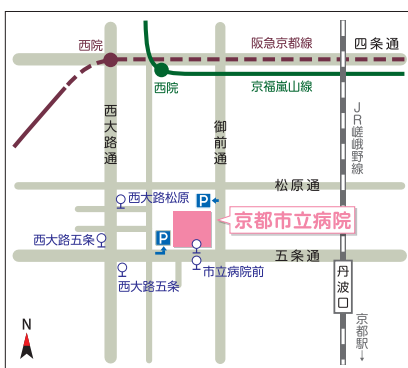 西院
阪急京都線
四条通
西院
京福嵐山線
西大路通
御前通
JR嵯峨野線
松原通
西大路松原
P
京都市立病院
西大路五条
P
五条通
市立病院前
西大路五条
丹波口
N
京都駅→